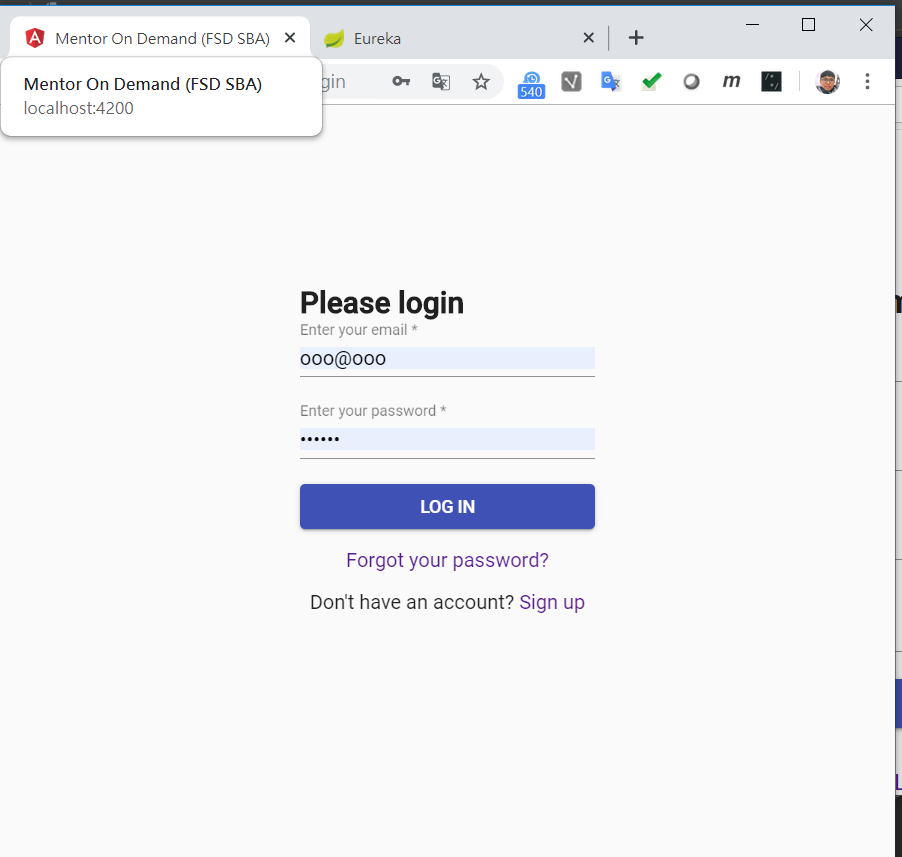 Mentor On Demand (FSD SBA)
Eureka
Mentor On Demand (FSD SBA)
localhost:4200
gin
540
m
Please login
Enter your email *
ooo@ooo
Enter your password *
••••••
LOG IN
Forgot your password?
Don't have an account? Sign up